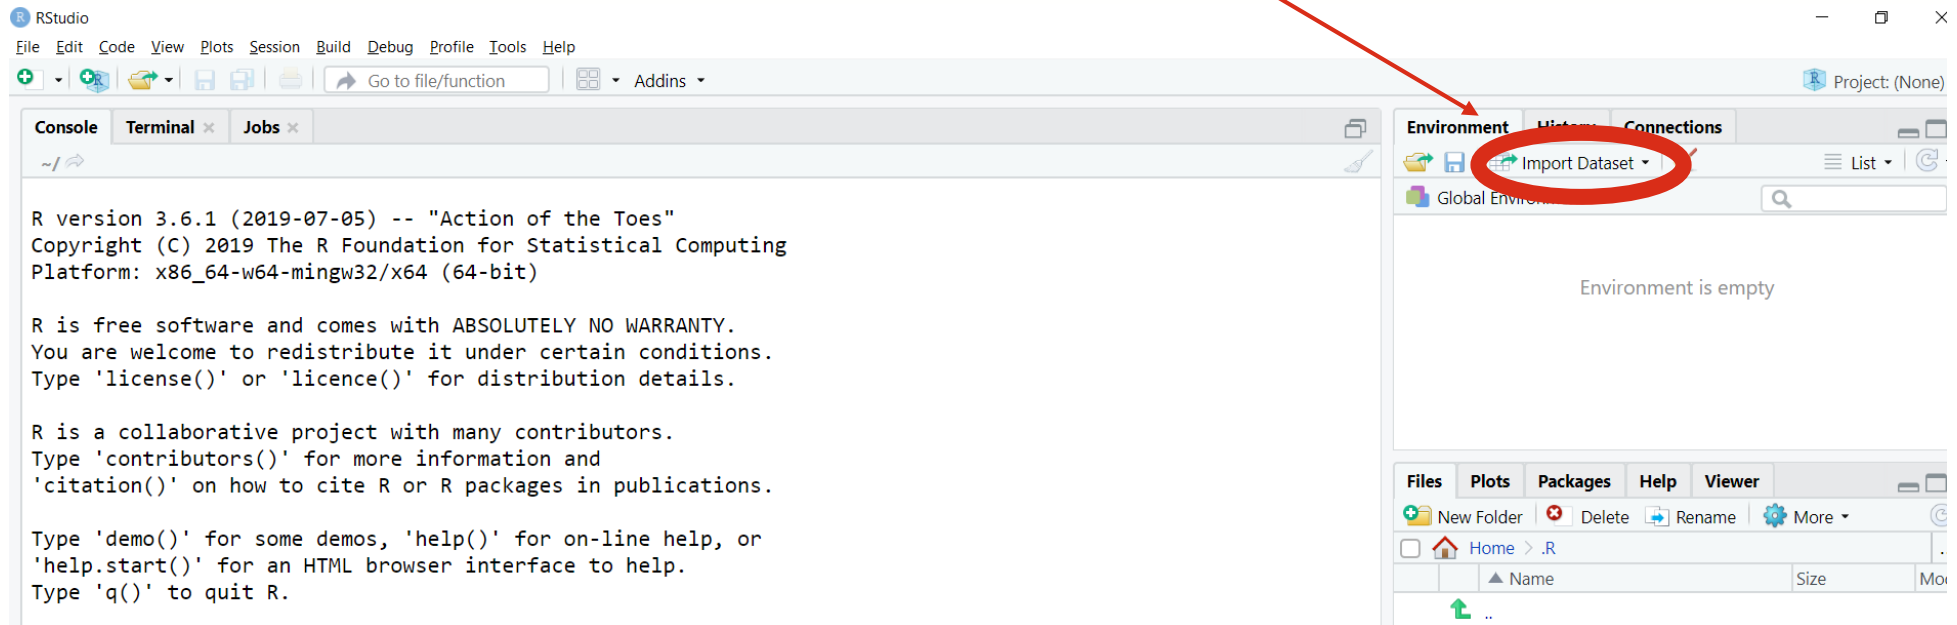 RStudio
File Edit Code View Plots Session Build Debug Profile Tools Help
Go to file/function Addins Project: (None)
Console Terminal Jobs
~/
R version 3.6.1 (2019-07-05) -- "Action of the Toes"
Copyright (C) 2019 The R Foundation for Statistical Computing
Platform: x86_64-w64-mingw32/x64 (64-bit)
R is free software and comes with ABSOLUTELY NO WARRANTY.
You are welcome to redistribute it under certain conditions.
Type 'license()' or 'licence()' for distribution details.
R is a collaborative project with many contributors.
Type 'contributors()' for more information and
'citation()' on how to cite R or R packages in publications.
Type 'demo()' for some demos, 'help()' for on-line help, or
'help.start()' for an HTML browser interface to help.
Type 'q()' to quit R.
Environment History Connections
Import Dataset List
Global Environment
Environment is empty
Files Plots Packages Help Viewer
New Folder Delete Rename More
Home .R
Name Size
..